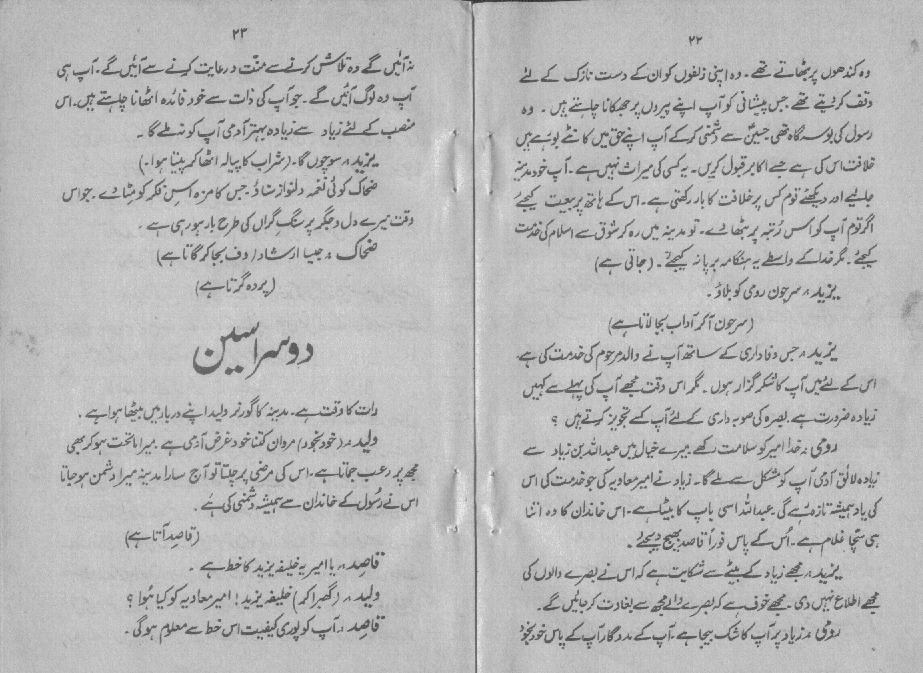 ۲۲
وہ کندھوں پر بٹھاتے تھے۔ وہ اپنی زلفوں کو ان کے دست نازک کے لئے
وقف کردیتے تھے جس پیشانی کو آپ اپنے پیروں پر جھکانا چاہتے ہیں۔ وہ
رسول کی بوسہ گاہ تھی حسینؑ سے دشمنی کرکے آپ اپنے حق میں کانٹے بو رہے ہیں
خلافت اس کی ہے جسے اکابر قبول کریں۔ یہ کسی کی میراث نہیں ہے۔ آپ خود مدینہ
جایئے اور دیکھئے قوم کس پر خلافت کا بار رکھتی ہے۔ اس کے ہاتھ پر بیعت کیجئے
اگر قوم آپ کو اس رُتبہ پر بٹھا دے۔ تو مدینہ میں رہ کر شوق سے اسلام کی خدمت
کیجئے۔ مگر خدا کے واسطے یہ ہنگامہ برپا نہ کیجئے۔ (جاتی ہے)
یزید:۔ سرجون رومی کو بلاؤ۔
(سرجون آکر آداب بجا لاتا ہے)
یزید:۔ جس وفاداری کے ساتھ آپ نے والد مرحوم کی خدمت کی ہے
اس کے لئے میں آپ کا شکر گزار ہوں۔ مگر اس وقت مجھے آپ کی پہلے سے کہیں
زیادہ ضرورت ہے۔ بصرہ کی صوبہ داری کے لئے آپ کسے تجویز کرتے ہیں؟
رومی:۔ خدا امیر کو سلامت رکھے۔ میرے خیال میں عبداللہ بن زیاد سے
زیادہ لائق آدمی آپ کو مشکل سے ملے گا۔ زیاد نے امیر معاویہ کی جو خدمت کی اس
کی یاد ہمیشہ تازہ رہے گی۔ عبداللہ اسی باپ کا بیٹا ہے۔ اس خاندان کا وہ اتنا
ہی سچا غلام ہے۔ اُس کے پاس فوراً قاصد بھیج دیجئے۔
یزید:۔ مجھے زیاد کے بیٹے سے شکایت ہے کہ اس نے بصرے والوں کی
مجھے اطلاع نہیں دی۔ مجھے خوف ہے کہ بصرے والے مجھ سے بغاوت کر جائیں گے۔
رومی:۔ زیاد پر آپ کا شک بیجا ہے۔ آپ کے مددگار آپ کے پاس خود بخود
۲۳
نہ آئیں گے وہ تلاش کرنے سے منّت و رعایت کرنے سے آئیں گے۔ آپ ہی
آپ وہ لوگ آئیں گے۔ جو آپ کی ذات سے خود فائدہ اٹھانا چاہتے ہیں۔ اس
منصب کے لئے زیاد سے زیادہ بہتر آدمی آپ کو نہ ملے گا۔
یزید:۔ سوچوں گا۔ (شراب کا پیالہ اٹھا کر پیتا ہوا۔)
ضحاک کوئی نغمہ دلنواز سناؤ۔ جس کا مزہ اس فکر کو مٹا دے۔ جو اس
وقت میرے دل و جگر پر سنگِ گراں کی طرح بار ہو رہی ہے۔
ضحاک:۔ جیسا ارشاد (دف بجا کر گاتا ہے)
(پردہ گرتا ہے)
دوسرا سین
رات کا وقت ہے۔ مدینہ کا گورنر ولید اپنے دربار میں بیٹھا ہوا ہے۔
ولید:۔ (خود بخود) مروان کتنا خود غرض آدمی ہے۔ میرا ماتحت ہو کر بھی
مجھ پر رعب جماتا ہے۔ اس کی مرضی پر چلتا تو آج سارا مدینہ میرا دشمن ہو جاتا
اس نے رسول کے خاندان سے ہمیشہ دشمنی کی ہے۔
(قاصد آتا ہے)
قاصد:۔ یا امیر یہ خلیفہ یزید کا خط ہے۔
ولید:۔ (گھبرا کر) خلیفہ یزید! امیر معاویہ کو کیا ہُوا؟
قاصد:۔ آپ کو پوری کیفیت اس خط سے معلوم ہوگی۔